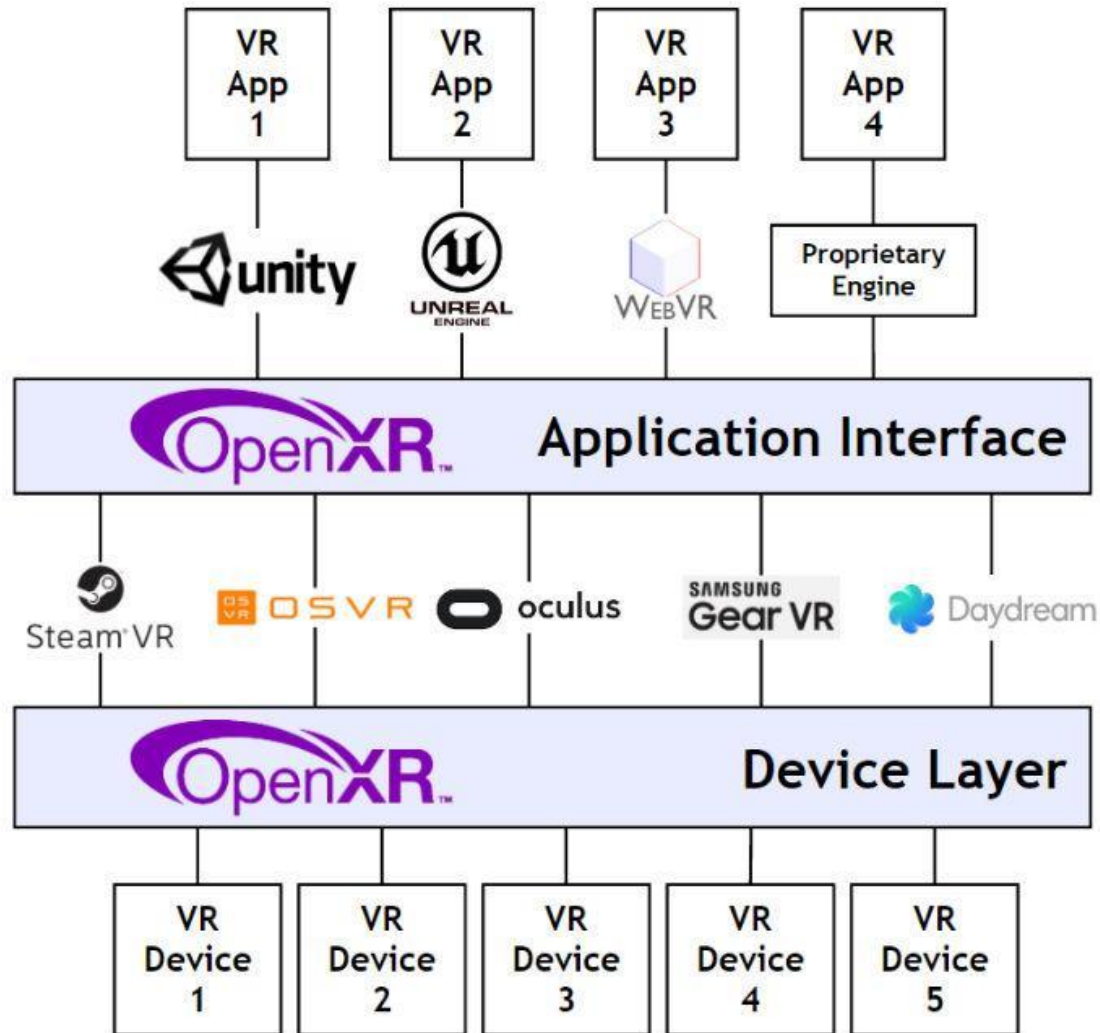 VR
App
1
VR
App
2
VR
App
3
VR
App
4
unity
UNREAL
ENGINE
WEBVR
Proprietary
Engine
OpenXR™ Application Interface
Steam®VR
OSVR OSVR
oculus
SAMSUNG
Gear VR
Daydream
OpenXR™ Device Layer
VR
Device
1
VR
Device
2
VR
Device
3
VR
Device
4
VR
Device
5